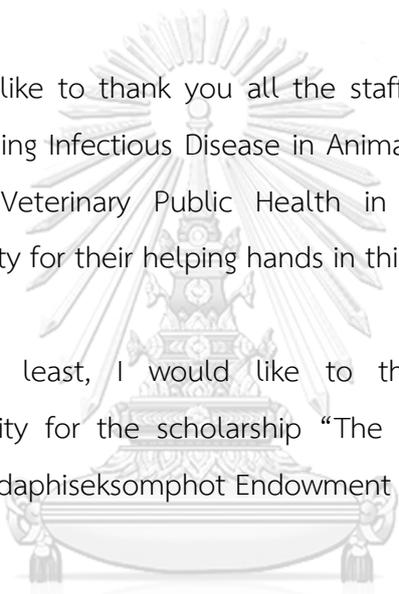 like to thank you all the staff
ing Infectious Disease in Anima
Veterinary Public Health in
ty for their helping hands in thi
least, I would like to th
ity for the scholarship “The
daphiseksomphot Endowment